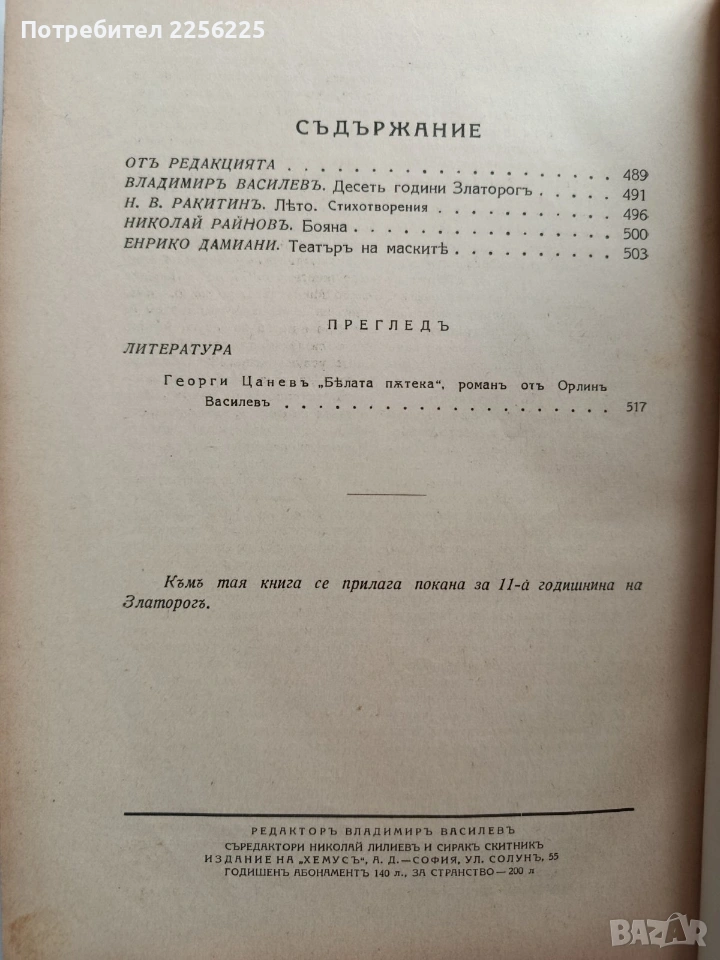 Потребител 2256225
СЪДЪРЖАНИЕ
ОТЪ РЕДАКЦИЯТА . . . . . . . . . . . . . . . . . . 489
ВЛАДИМИРЪ ВАСИЛЕВЪ. Десеть години Златорогъ . . . . . 491
Н. В. РАКИТИНЪ. Лѣто. Стихотворения . . . . . . . . . . 496
НИКОЛАЙ РАЙНОВЪ. Бояна . . . . . . . . . . . . . . 500
ЕНРИКО ДАМИАНИ. Театъръ на маскитѣ . . . . . . . . . 503
ПРЕГЛЕДЪ
ЛИТЕРАТУРА
Георги Цаневъ „Бѣлата пѫтека“, романъ отъ Орлинъ
Василевъ . . . . . . . . . . . . . . . . . . 517
Къмъ тая книга се прилага покана за 11-а годишнина на
Златорогъ.
РЕДАКТОРЪ ВЛАДИМИРЪ ВАСИЛЕВЪ
СЪРЕДАКТОРИ НИКОЛАЙ ЛИЛИЕВЪ И СИРАКЪ СКИТНИКЪ
ИЗДАНИЕ НА „ХЕМУСЪ“, А. Д.—СОФИЯ, УЛ. СОЛУНЪ, 55
ГОДИШЕНЪ АБОНАМЕНТЪ 140 Л., ЗА СТРАНСТВО—200 Л
BAZAR